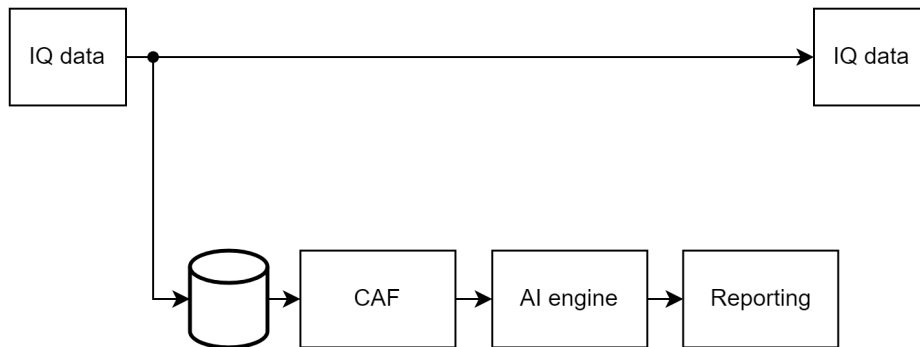 IQ data
IQ data
CAF
AI engine
Reporting